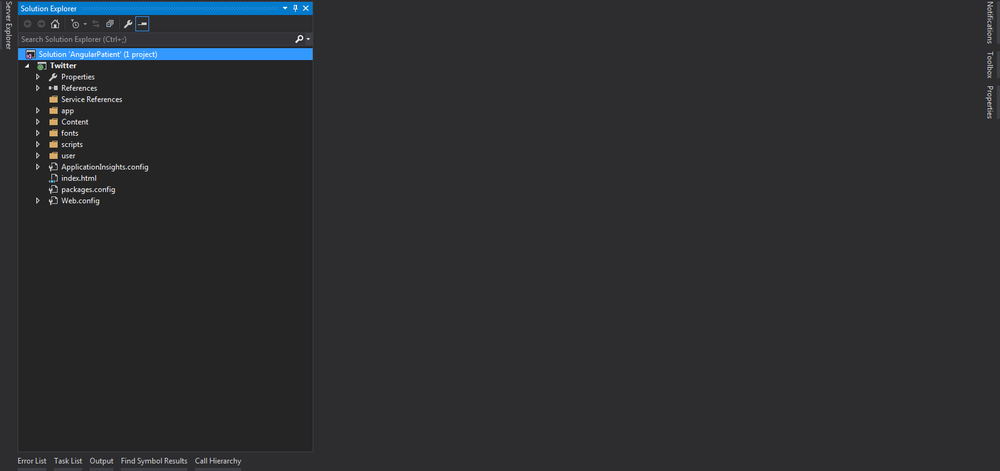 Server Explorer
Solution Explorer
Search Solution Explorer (Ctrl+;)
Solution 'AngularPatient' (1 project)
Twitter
Properties
References
Service References
app
Content
fonts
scripts
user
ApplicationInsights.config
index.html
packages.config
Web.config
Error List Task List Output Find Symbol Results Call Hierarchy
Notifications
Toolbox
Properties